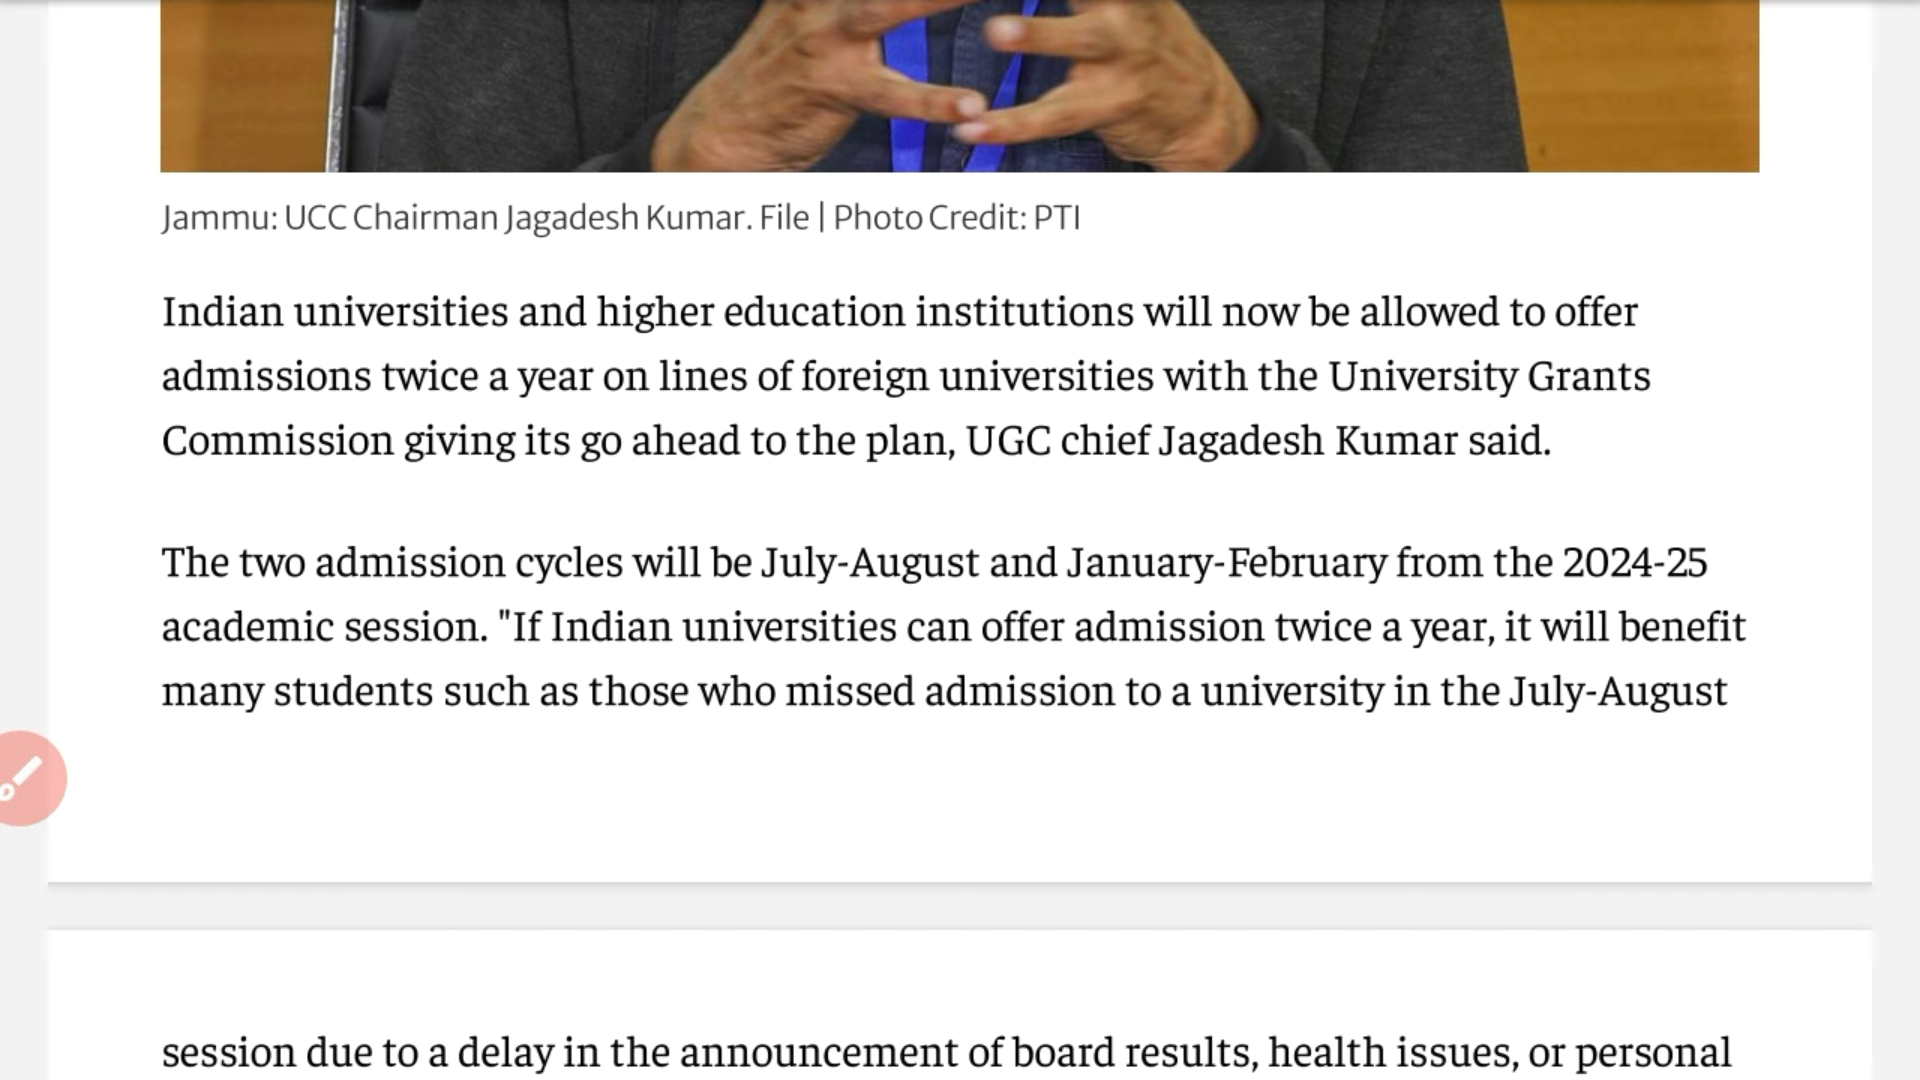 Jammu: UCC Chairman Jagadesh Kumar. File | Photo Credit: PTI
Indian universities and higher education institutions will now be allowed to offer
admissions twice a year on lines of foreign universities with the University Grants
Commission giving its go ahead to the plan, UGC chief Jagadesh Kumar said.
The two admission cycles will be July-August and January-February from the 2024-25
academic session. "If Indian universities can offer admission twice a year, it will benefit
many students such as those who missed admission to a university in the July-August
session due to a delay in the announcement of board results, health issues, or personal